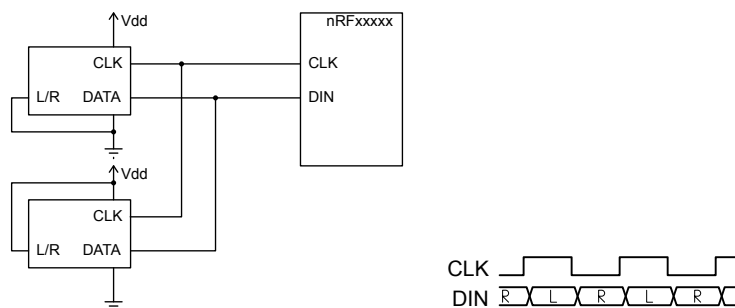 Vdd
nRFxxxxx
CLK
CLK
L/R
DATA
DIN
Vdd
CLK
L/R
DATA
CLK
DIN
R
L
R
L
R